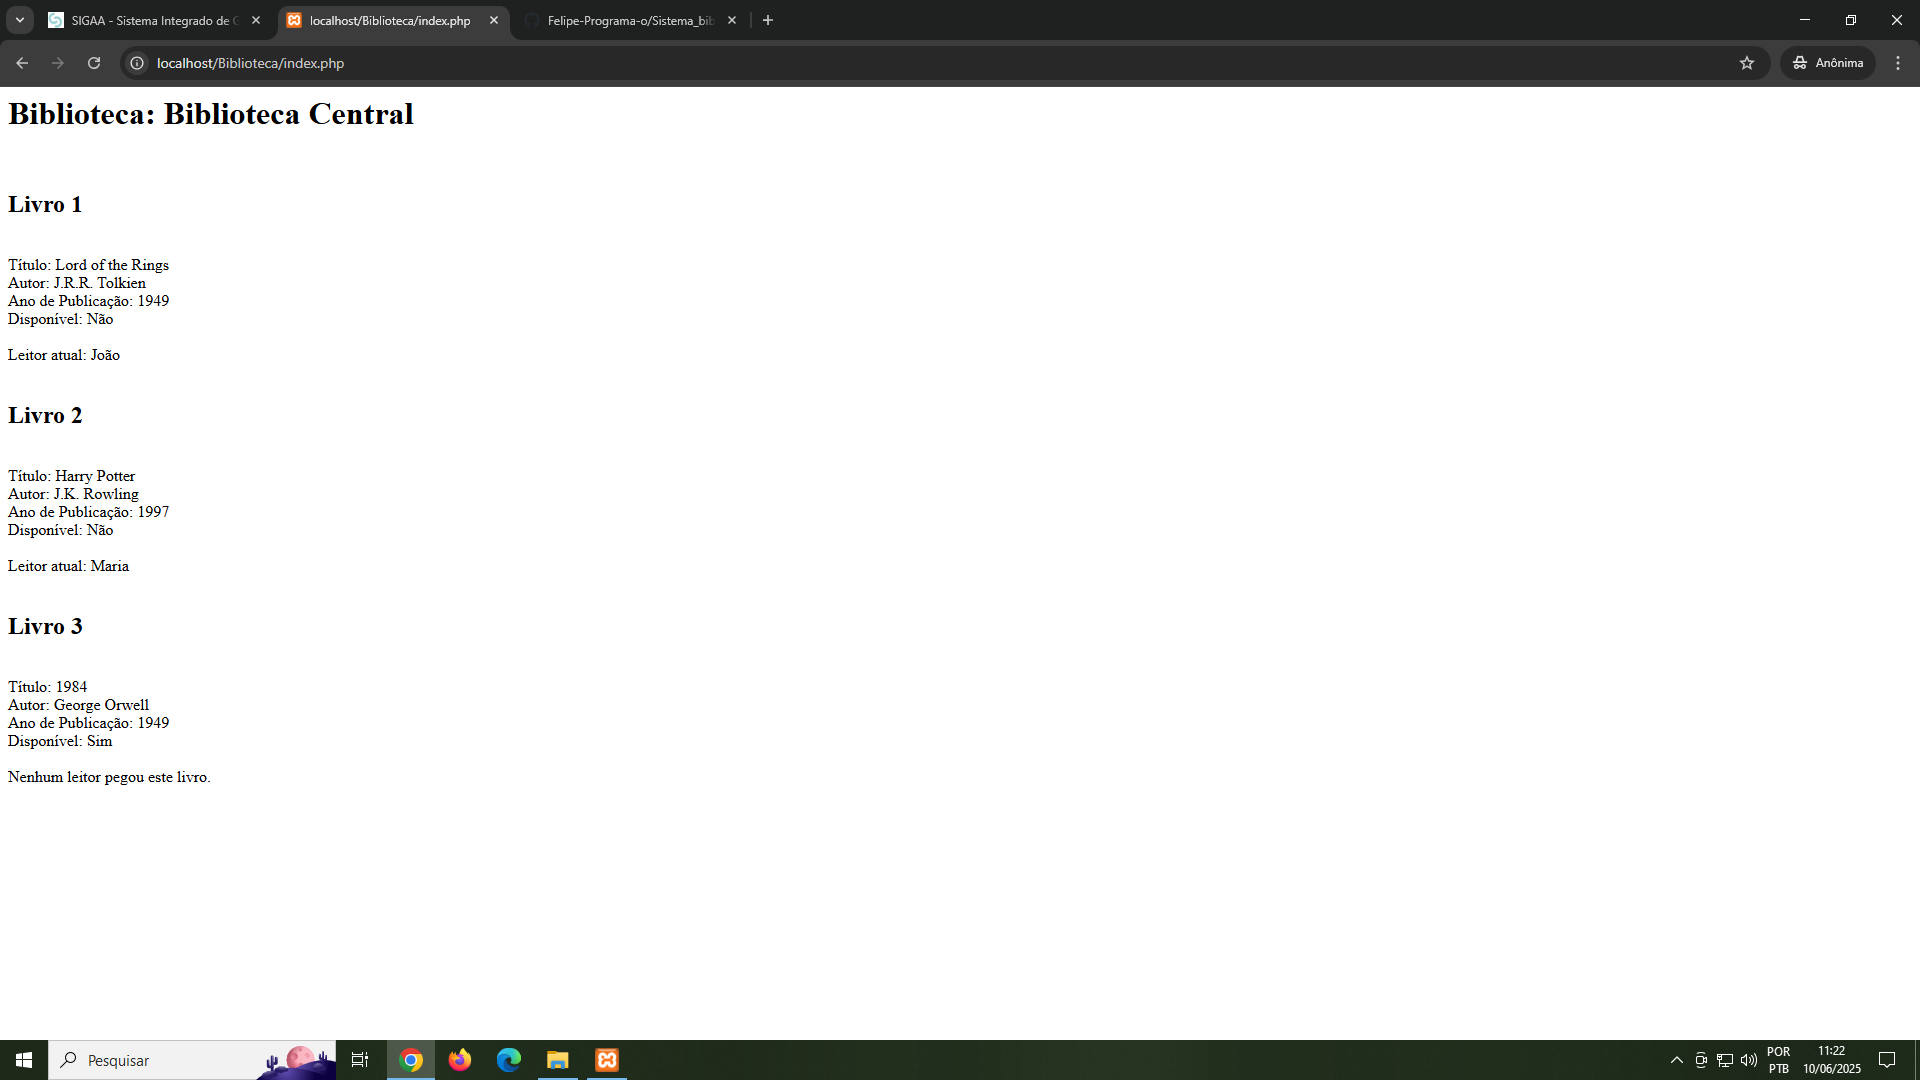 SIGAA - Sistema Integrado de G
localhost/Biblioteca/index.php
Felipe-Programa-o/Sistema_bib
localhost/Biblioteca/index.php
Anônima
Biblioteca: Biblioteca Central
Livro 1
Título: Lord of the Rings
Autor: J.R.R. Tolkien
Ano de Publicação: 1949
Disponível: Não
Leitor atual: João
Livro 2
Título: Harry Potter
Autor: J.K. Rowling
Ano de Publicação: 1997
Disponível: Não
Leitor atual: Maria
Livro 3
Título: 1984
Autor: George Orwell
Ano de Publicação: 1949
Disponível: Sim
Nenhum leitor pegou este livro.
Pesquisar
POR
PTB
11:22
10/06/2025